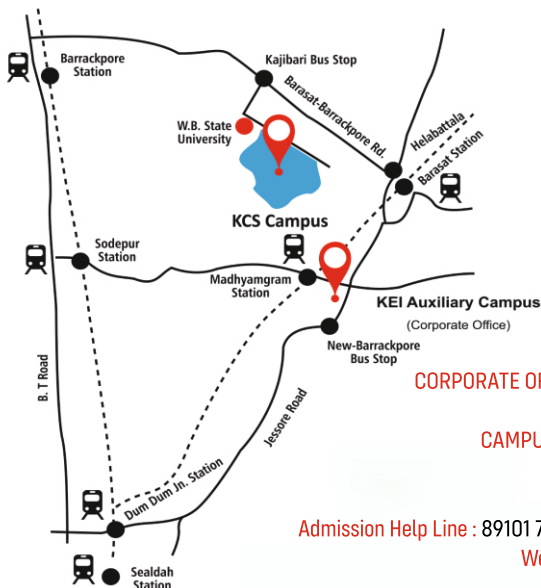 Barrackpore
Station
Kajibari Bus Stop
Barasat-Barrackpore Rd.
W.B. State
University
Helabattala
Barasat Station
KCS Campus
Sodepur
Station
Madhyamgram
Station
KEI Auxiliary Campus
(Corporate Office)
New-Barrackpore
Bus Stop
B. T Road
Jessore Road
CORPORATE OF
CAMPU
Dum Dum Jn. Station
Admission Help Line : 89101 7
We
Sealdah
Station